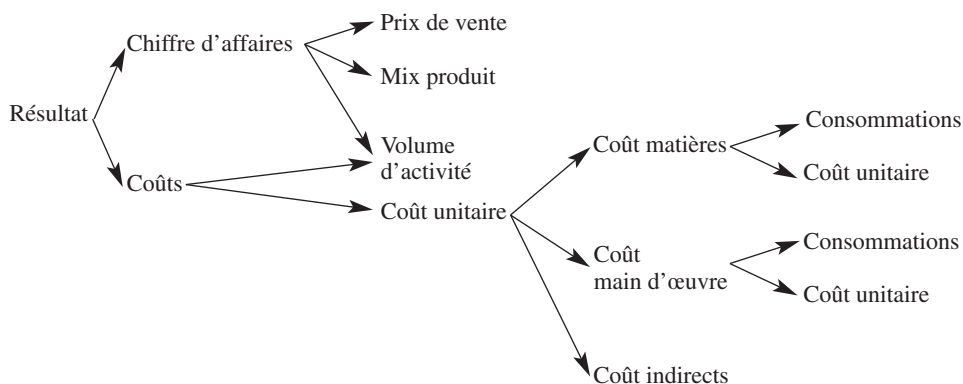 Prix de vente
Chiffre d'affaires
Mix produit
Résultat
Consommations
Volume
d'activité
Coût matières
Coût unitaire
Coûts
Coût unitaire
Consommations
Coût
main d'œuvre
Coût unitaire
Coût indirects